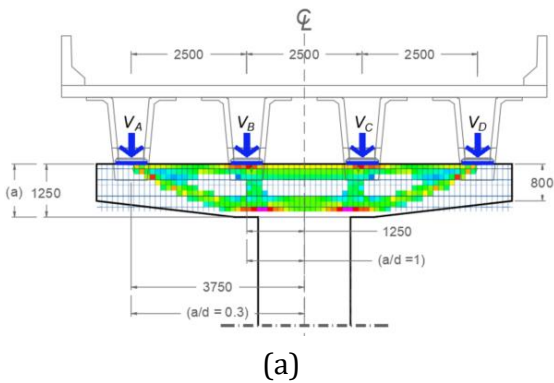 ℄
2500 2500 2500
V_A V_B V_C V_D
(a) 1250 800
1250
(a/d =1)
3750
(a/d = 0.3)
(a)